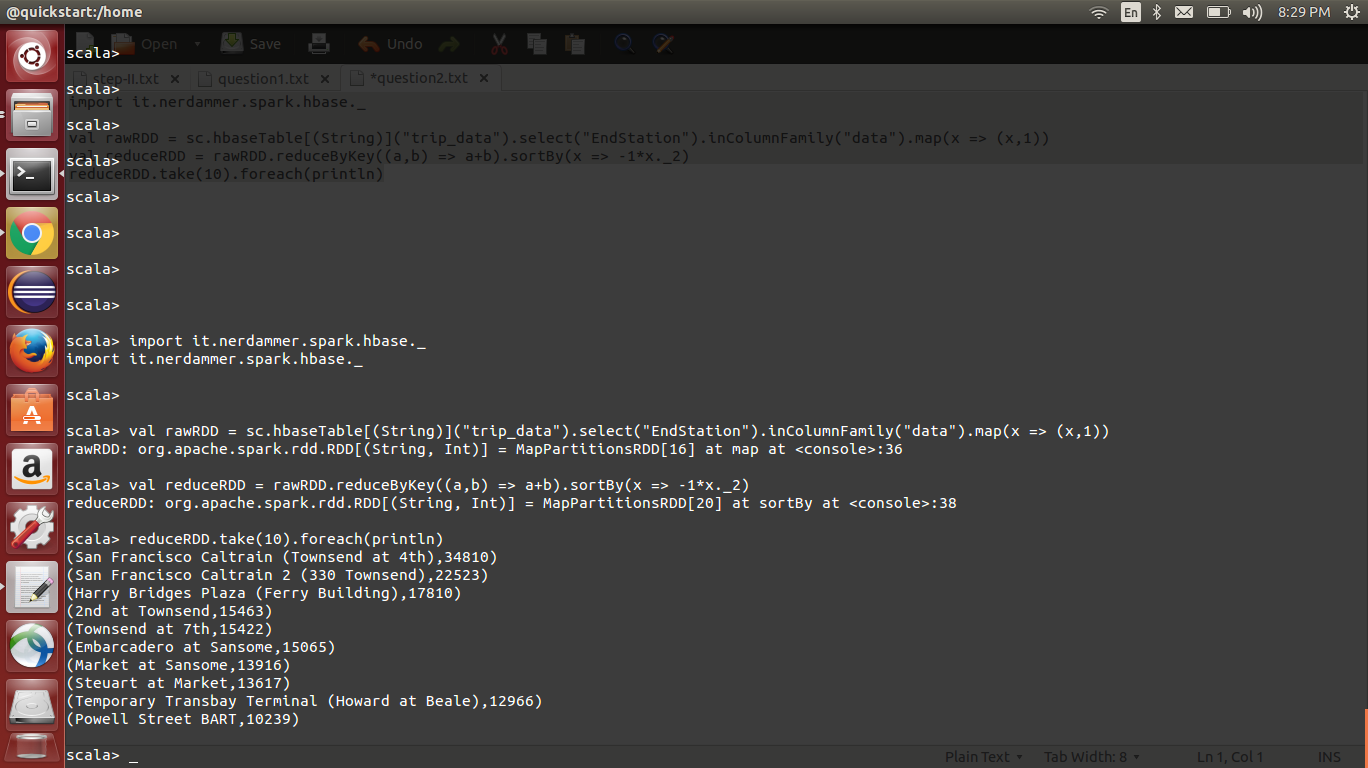 @quickstart:/home
En
8:29 PM
Open
Save
Undo
scala>
step-II.txt
question1.txt
*question2.txt
scala>
import it.nerdammer.spark.hbase._
scala>
val rawRDD = sc.hbaseTable[(String)]("trip_data").select("EndStation").inColumnFamily("data").map(x => (x,1))
val reduceRDD = rawRDD.reduceByKey((a,b) => a+b).sortBy(x => -1*x._2)
scala>
reduceRDD.take(10).foreach(println)
scala>
scala>
scala>
scala>
scala> import it.nerdammer.spark.hbase._
import it.nerdammer.spark.hbase._
scala>
scala> val rawRDD = sc.hbaseTable[(String)]("trip_data").select("EndStation").inColumnFamily("data").map(x => (x,1))
rawRDD: org.apache.spark.rdd.RDD[(String, Int)] = MapPartitionsRDD[16] at map at <console>:36
scala> val reduceRDD = rawRDD.reduceByKey((a,b) => a+b).sortBy(x => -1*x._2)
reduceRDD: org.apache.spark.rdd.RDD[(String, Int)] = MapPartitionsRDD[20] at sortBy at <console>:38
scala> reduceRDD.take(10).foreach(println)
(San Francisco Caltrain (Townsend at 4th),34810)
(San Francisco Caltrain 2 (330 Townsend),22523)
(Harry Bridges Plaza (Ferry Building),17810)
(2nd at Townsend,15463)
(Townsend at 7th,15422)
(Embarcadero at Sansome,15065)
(Market at Sansome,13916)
(Steuart at Market,13617)
(Temporary Transbay Terminal (Howard at Beale),12966)
(Powell Street BART,10239)
scala> _
Plain Text
Tab Width: 8
Ln 1, Col 1
INS